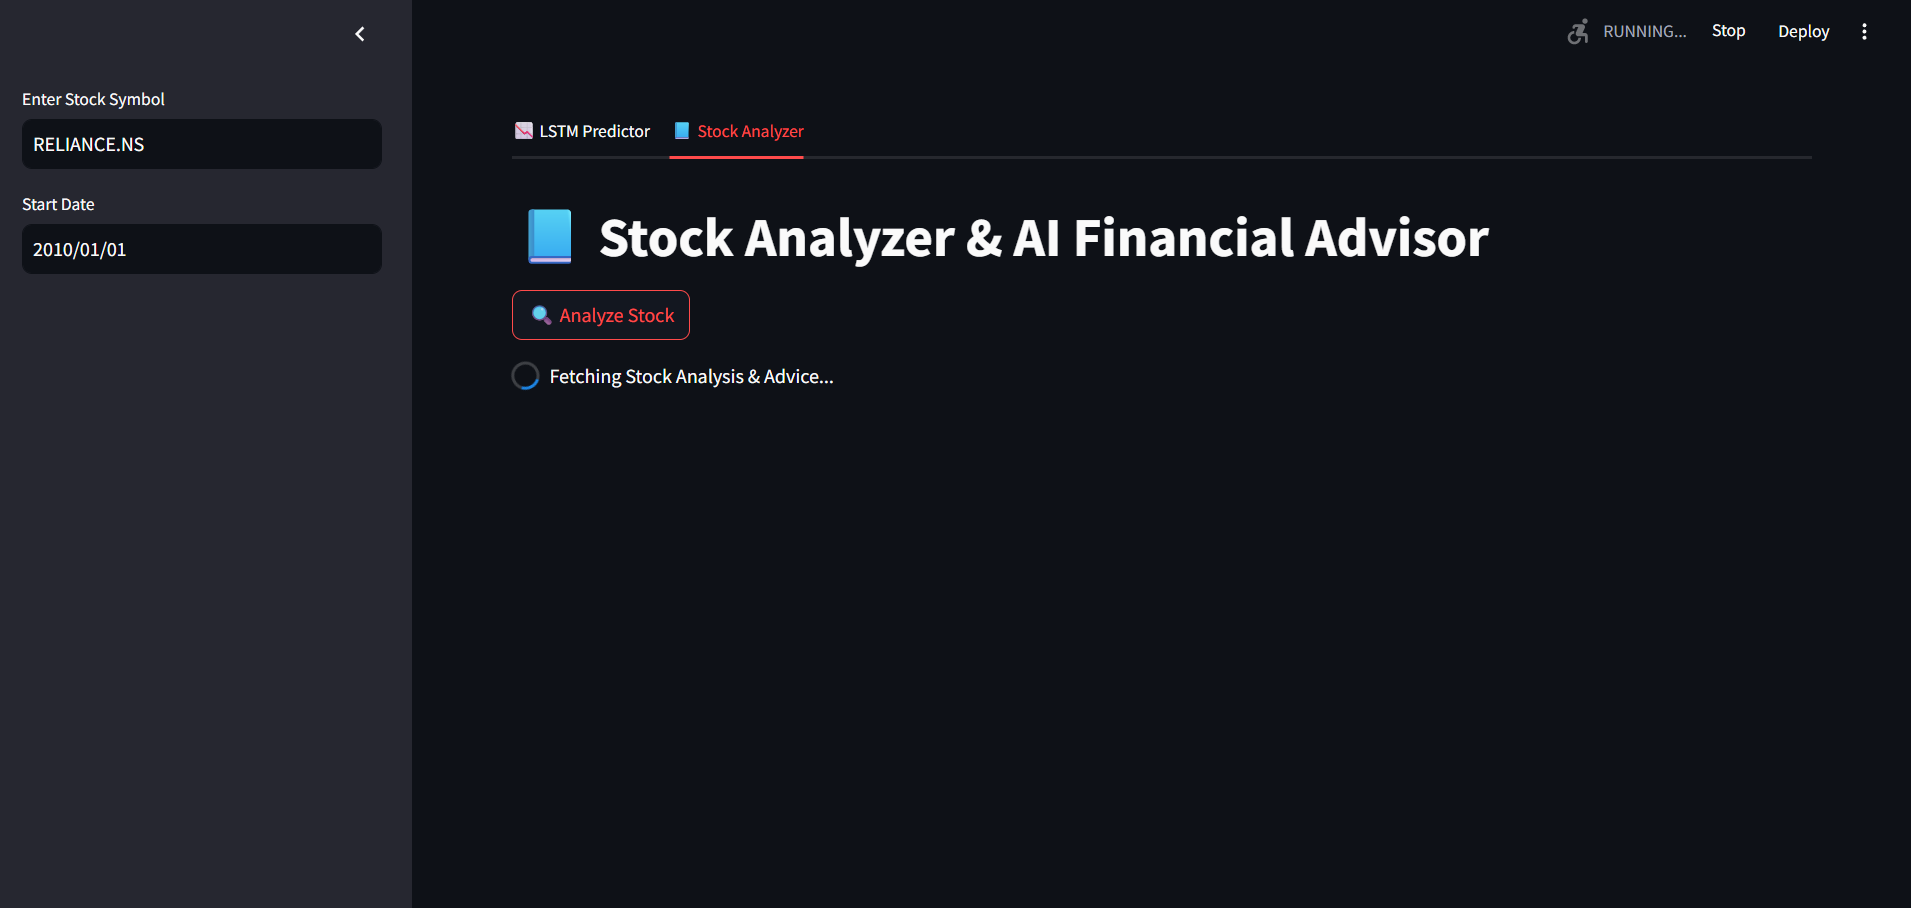 RUNNING...
Stop
Deploy
Enter Stock Symbol
RELIANCE.NS
Start Date
2010/01/01
LSTM Predictor
Stock Analyzer
Stock Analyzer & AI Financial Advisor
Analyze Stock
Fetching Stock Analysis & Advice...